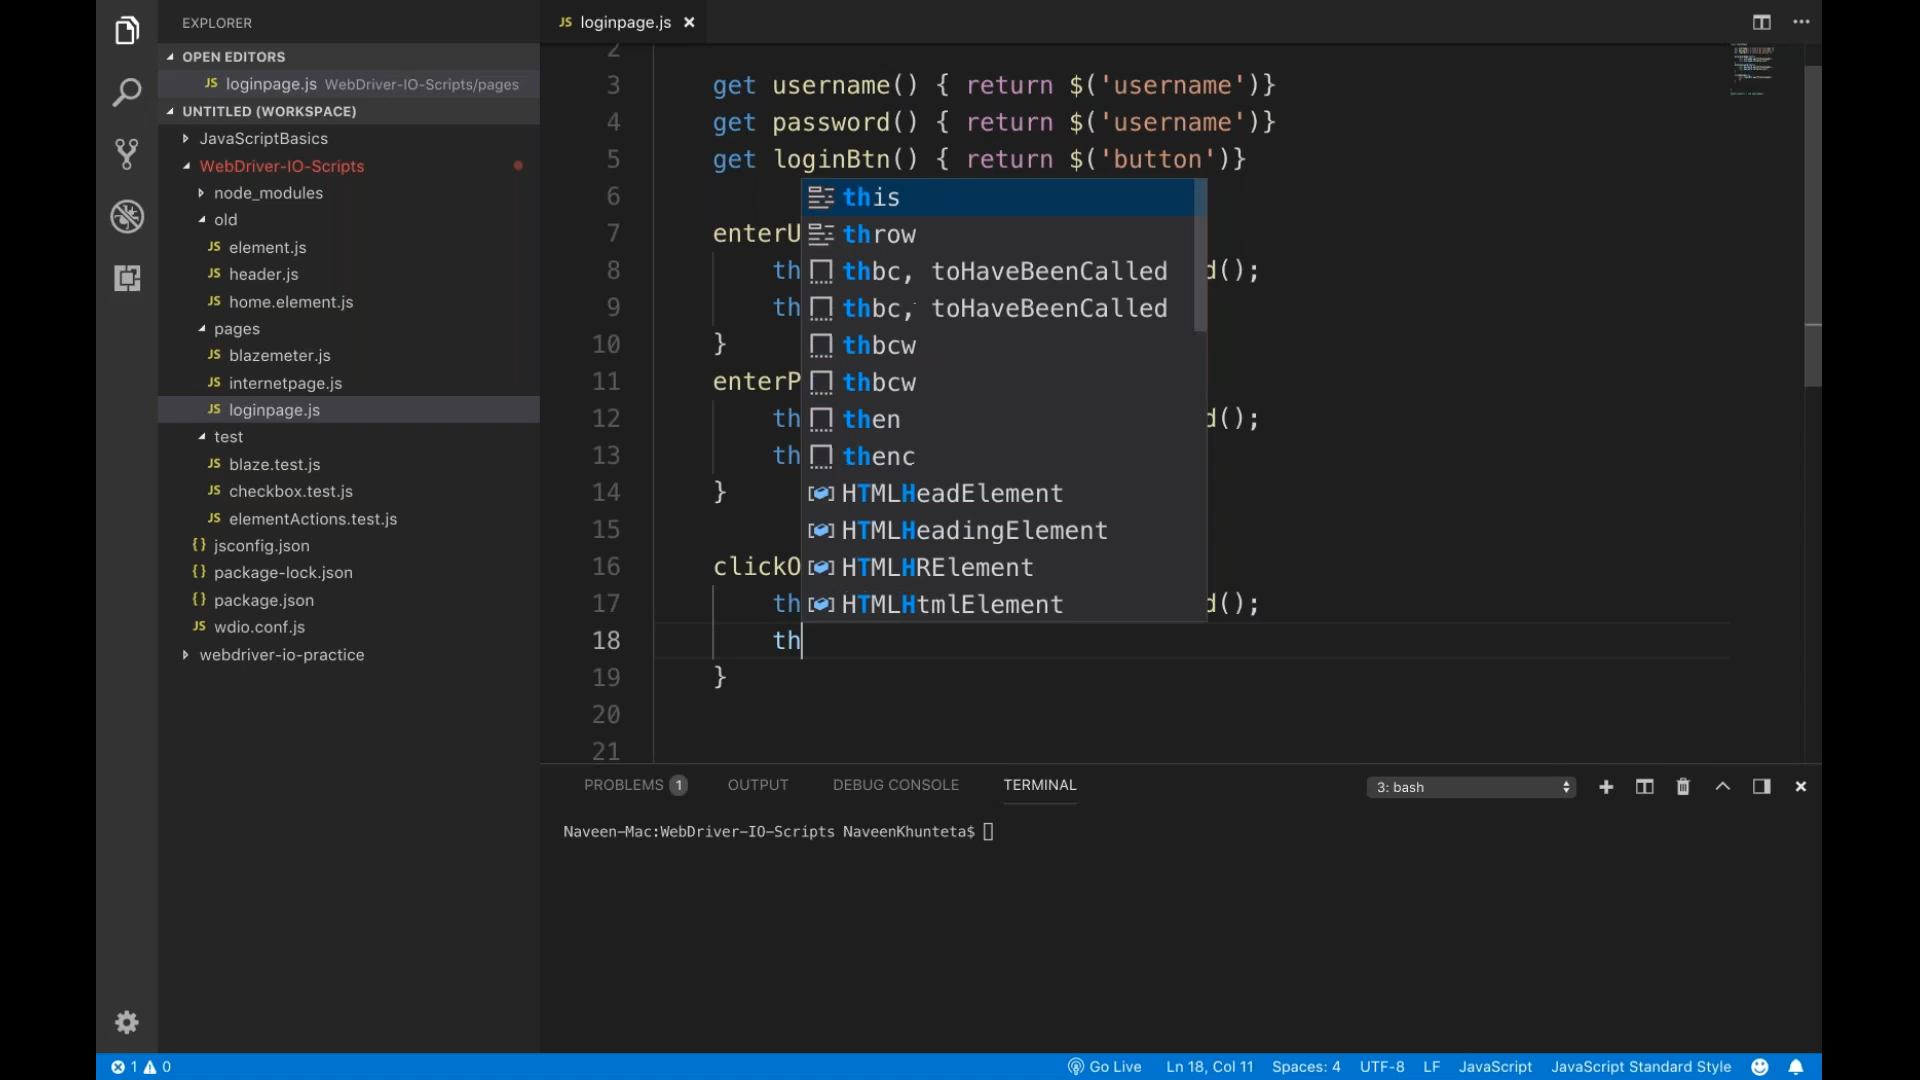 EXPLORER
OPEN EDITORS
JS loginpage.js WebDriver-IO-Scripts/pages
UNTITLED (WORKSPACE)
JavaScriptBasics
WebDriver-IO-Scripts
node_modules
old
JS element.js
JS header.js
JS home.element.js
pages
JS blazemeter.js
JS internetpage.js
JS loginpage.js
test
JS blaze.test.js
JS checkbox.test.js
JS elementActions.test.js
{} jsconfig.json
{} package-lock.json
{} package.json
JS wdio.conf.js
webdriver-io-practice
JS loginpage.js ×
2
3 get username() { return $('username')}
4 get password() { return $('username')}
5 get loginBtn() { return $('button')}
6
7 enterU
8 th d();
9 th
10 }
11 enterP
12 th d();
13 th
14 }
15
16 clickO
17 th d();
18 th
19 }
20
21
this
throw
thbc, toHaveBeenCalled
thbc, toHaveBeenCalled
thbcw
thbcw
then
thenc
HTMLHeadElement
HTMLHeadingElement
HTMLHRElement
HTMLHtmlElement
PROBLEMS 1 OUTPUT DEBUG CONSOLE TERMINAL 3: bash
Naveen-Mac:WebDriver-IO-Scripts NaveenKhunteta$
1 0 Go Live Ln 18, Col 11 Spaces: 4 UTF-8 LF JavaScript JavaScript Standard Style